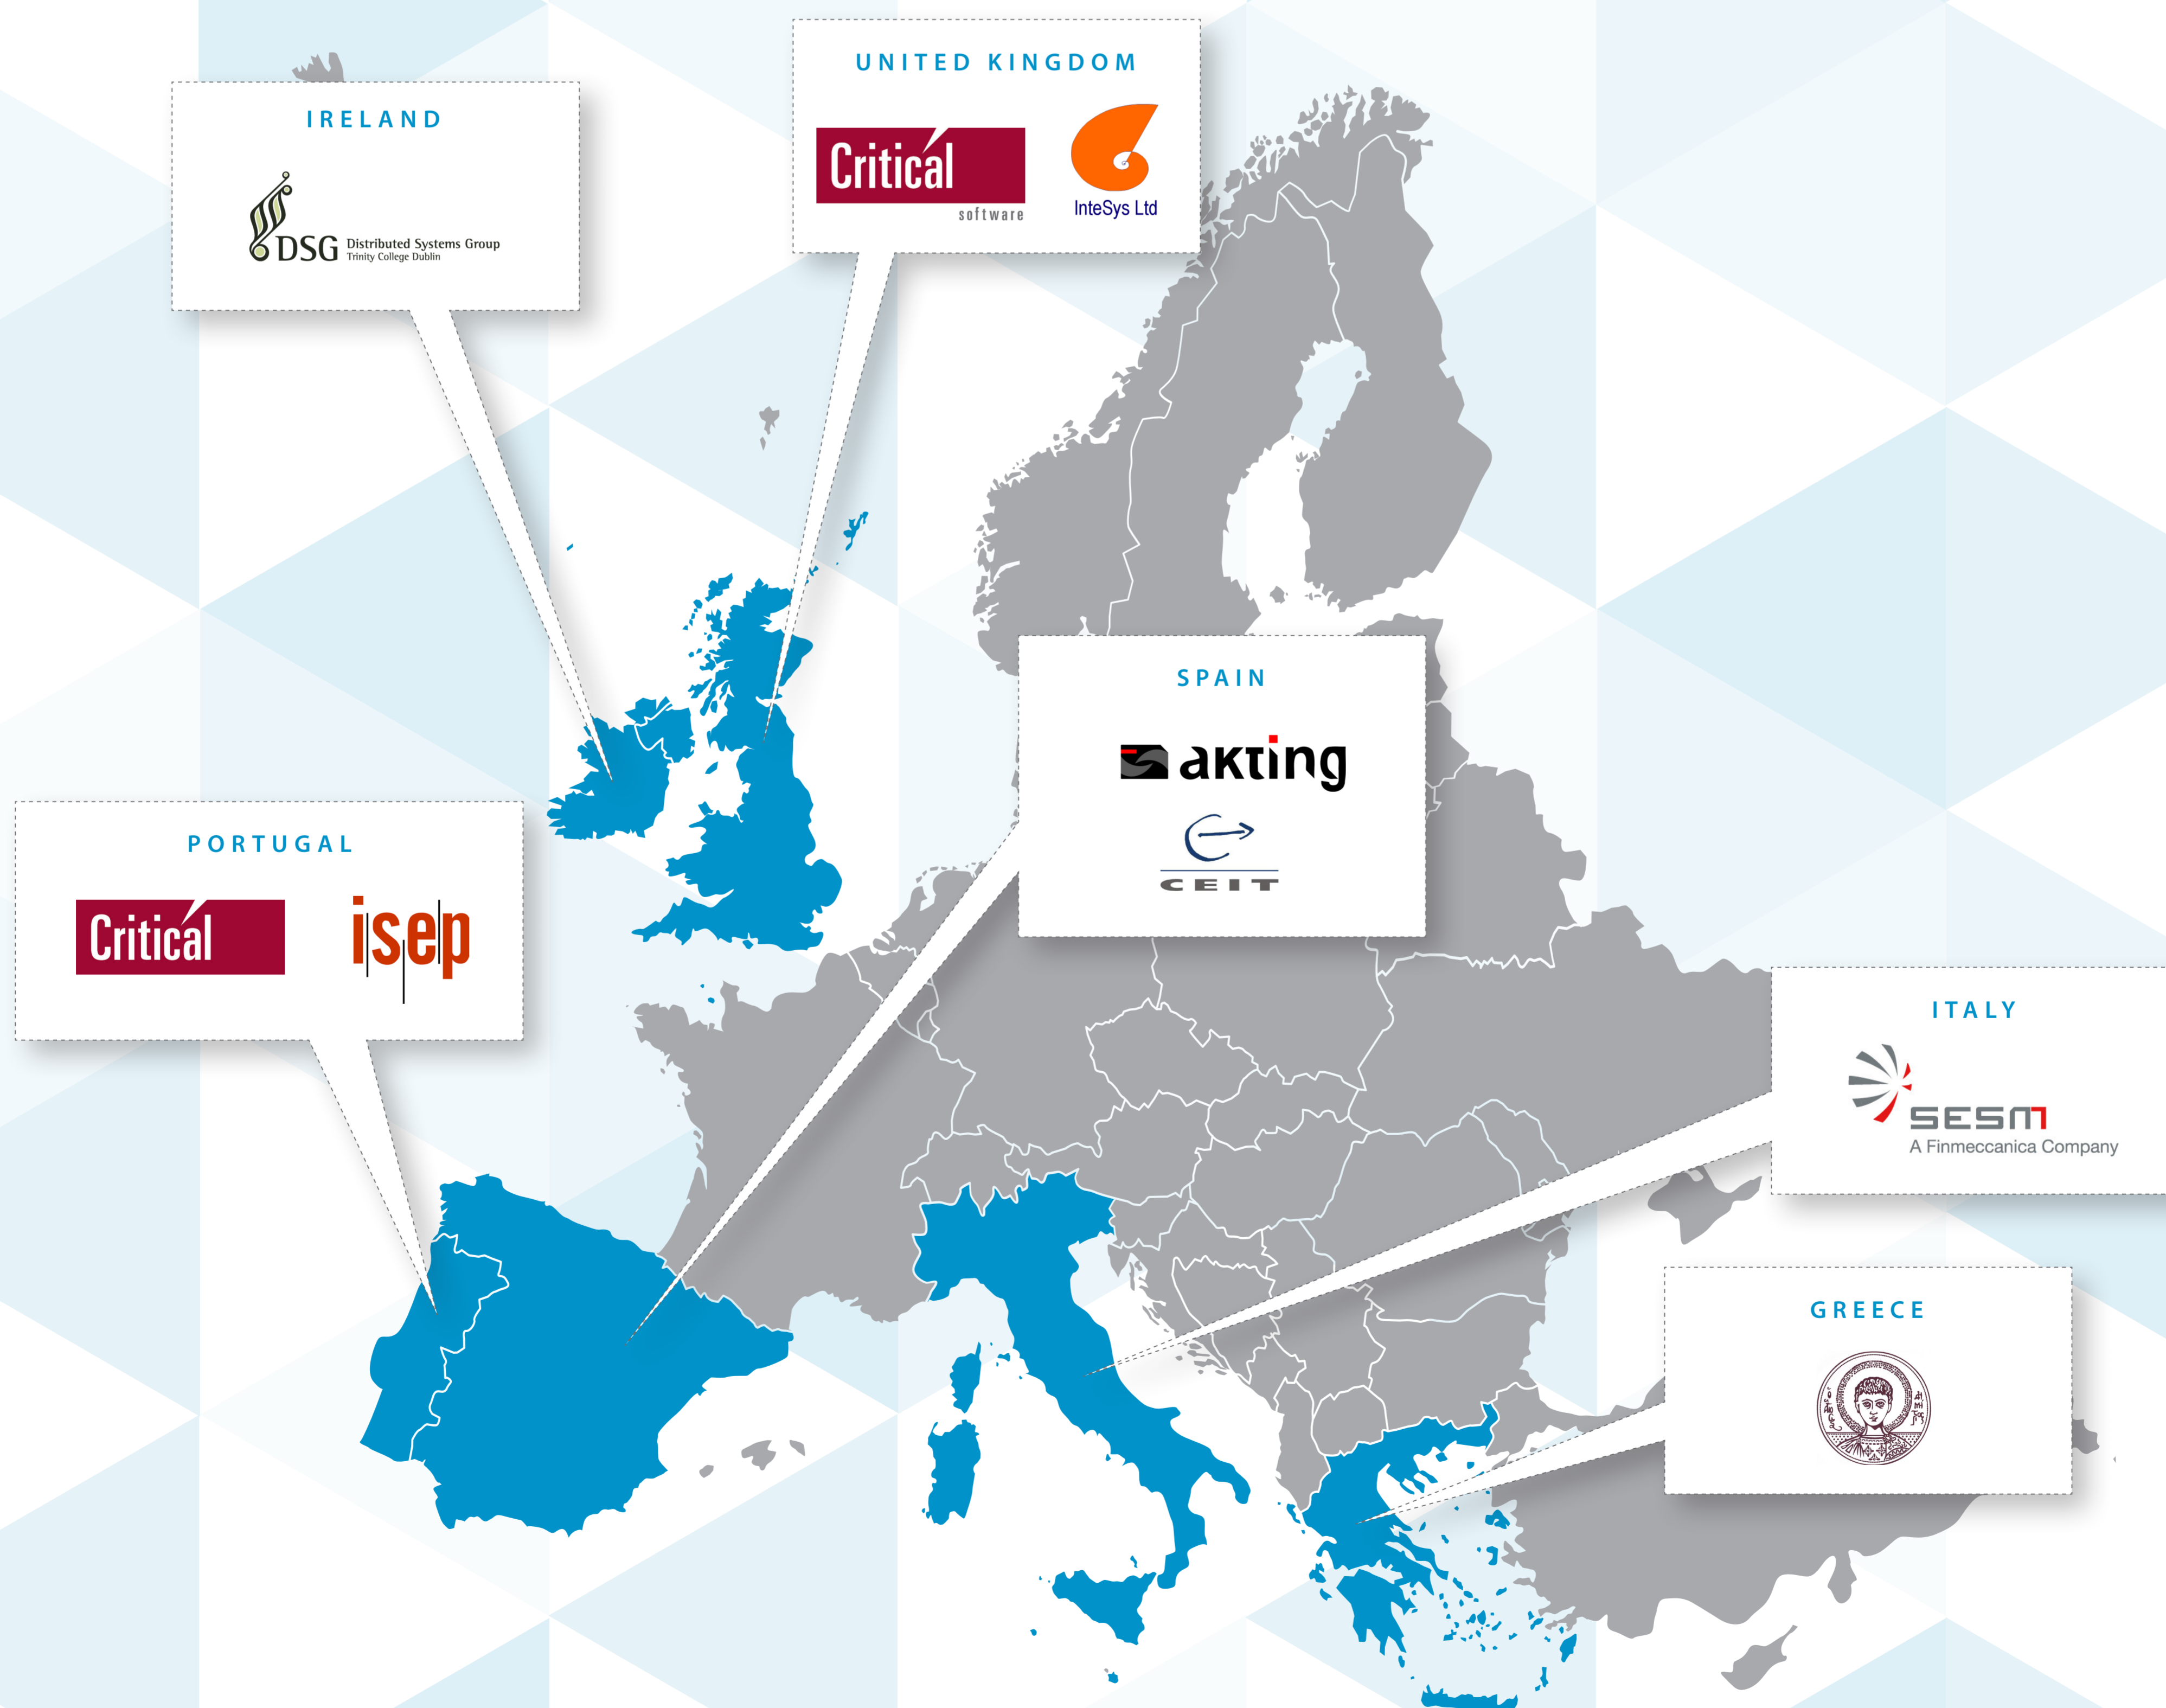 IRELAND
DSG Distributed Systems Group
Trinity College Dublin
UNITED KINGDOM
Critical
software
InteSys Ltd
SPAIN
akting
CEIT
PORTUGAL
Critical
isep
ITALY
SESM
A Finmeccanica Company
GREECE